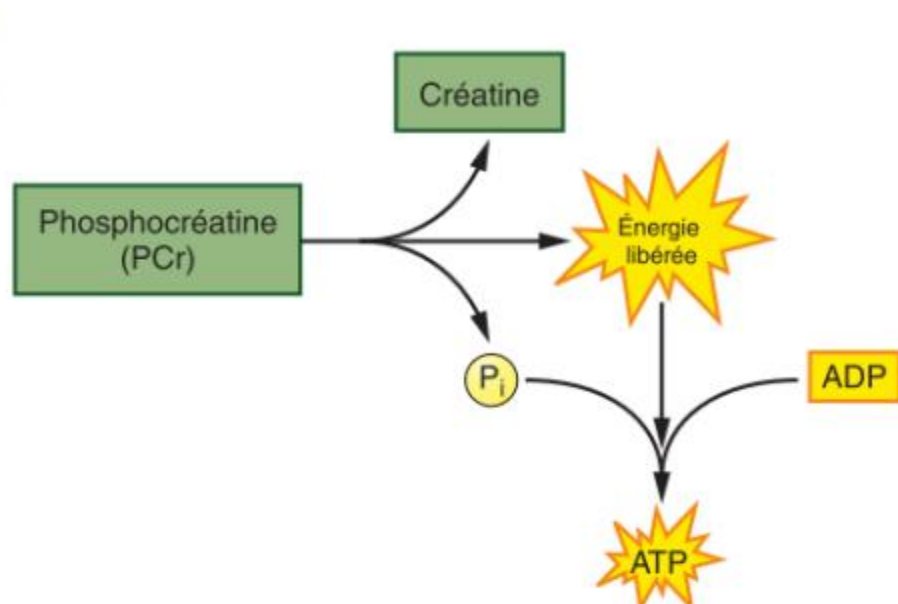 Créatine
Phosphocréatine
(PCr)
Énergie
libérée
Pi
ADP
ATP